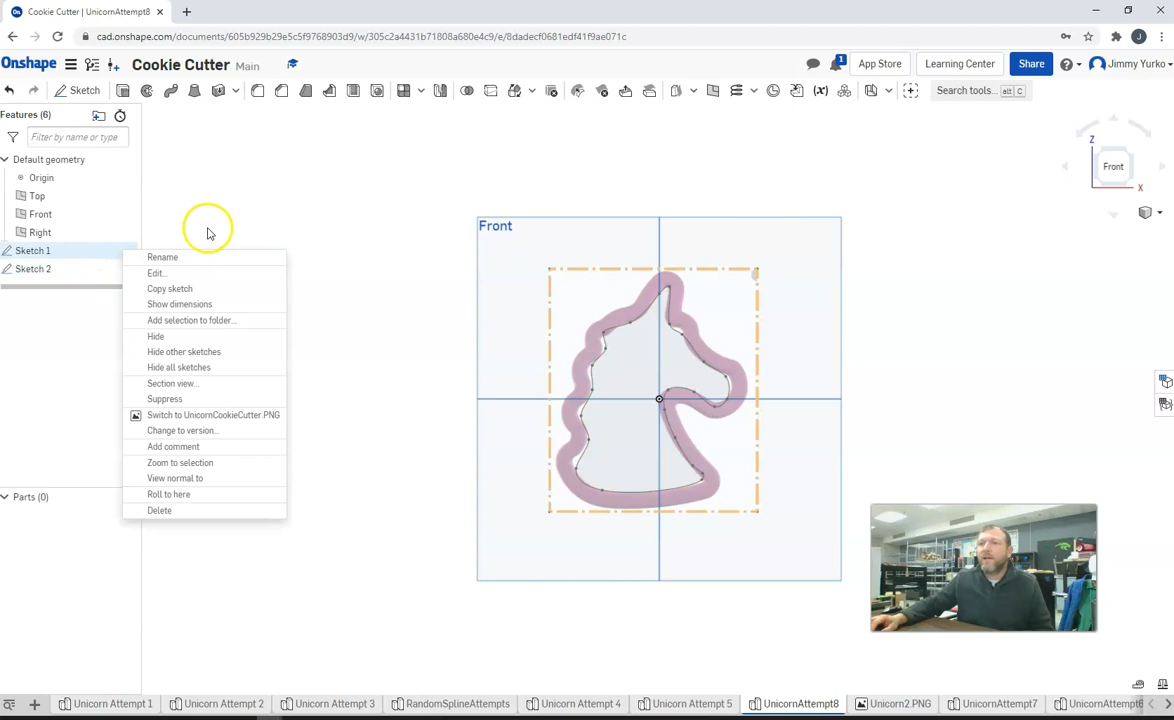 Cookie Cutter | UnicornAttempt8
cad.onshape.com/documents/605b929b29e5c5f9768903d9/w/305c2a4431b71808a680e4c9/e/8dadecf0681edf41f9ae071c
Onshape
Cookie Cutter Main
1
App Store
Learning Center
Share
Jimmy Yurko
Sketch
Search tools... alt C
Features (6)
Filter by name or type
Default geometry
Origin
Top
Front
Right
Sketch 1
Sketch 2
Rename
Edit...
Copy sketch
Show dimensions
Add selection to folder...
Hide
Hide other sketches
Hide all sketches
Section view...
Suppress
Switch to UnicornCookieCutter.PNG
Change to version...
Add comment
Zoom to selection
View normal to
Roll to here
Delete
Parts (0)
Front
Z
Front
X
Unicorn Attempt 1
Unicorn Attempt 2
Unicorn Attempt 3
RandomSplineAttempts
Unicorn Attempt 4
Unicorn Attempt 5
UnicornAttempt8
Unicorn2.PNG
UnicornAttempt7